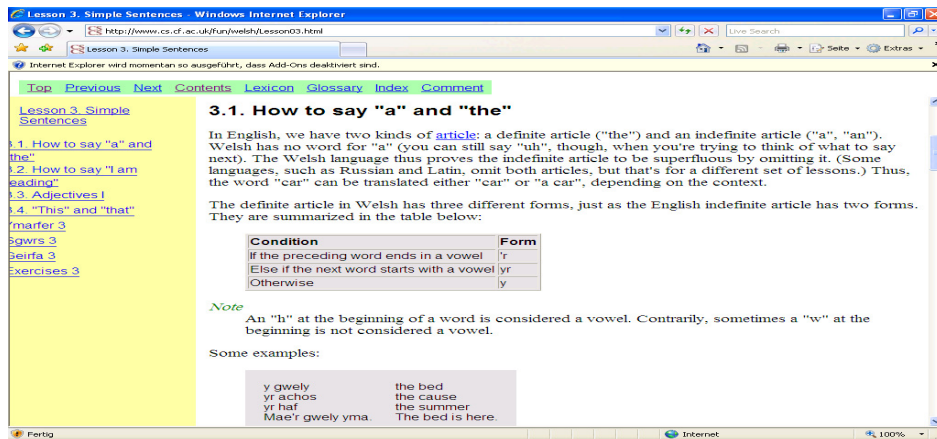 Lesson 3. Simple Sentences - Windows Internet Explorer
http://www.cs.cf.ac.uk/fun/welsh/Lesson03.html
Live Search
Lesson 3. Simple Sentences
Seite
Extras
Internet Explorer wird momentan so ausgeführt, dass Add-Ons deaktiviert sind.
Top Previous Next Contents Lexicon Glossary Index Comment
Lesson 3. Simple
Sentences
3.1. How to say "a" and
the"
3.2. How to say "I am
eading"
3.3. Adjectives I
3.4. "This" and "that"
Ymarfer 3
Sgwrs 3
Geirfa 3
Exercises 3
3.1. How to say "a" and "the"
In English, we have two kinds of article: a definite article ("the") and an indefinite article ("a", "an").
Welsh has no word for "a" (you can still say "uh", though, when you're trying to think of what to say
next). The Welsh language thus proves the indefinite article to be superfluous by omitting it. (Some
languages, such as Russian and Latin, omit both articles, but that's for a different set of lessons.) Thus,
the word "car" can be translated either "car" or "a car", depending on the context.
The definite article in Welsh has three different forms, just as the English indefinite article has two forms.
They are summarized in the table below:
Condition Form
If the preceding word ends in a vowel 'r
Else if the next word starts with a vowel yr
Otherwise y
Note
An "h" at the beginning of a word is considered a vowel. Contrarily, sometimes a "w" at the
beginning is not considered a vowel.
Some examples:
y gwely the bed
yr achos the cause
yr haf the summer
Mae'r gwely yma. The bed is here.
Fertig
Internet
100%